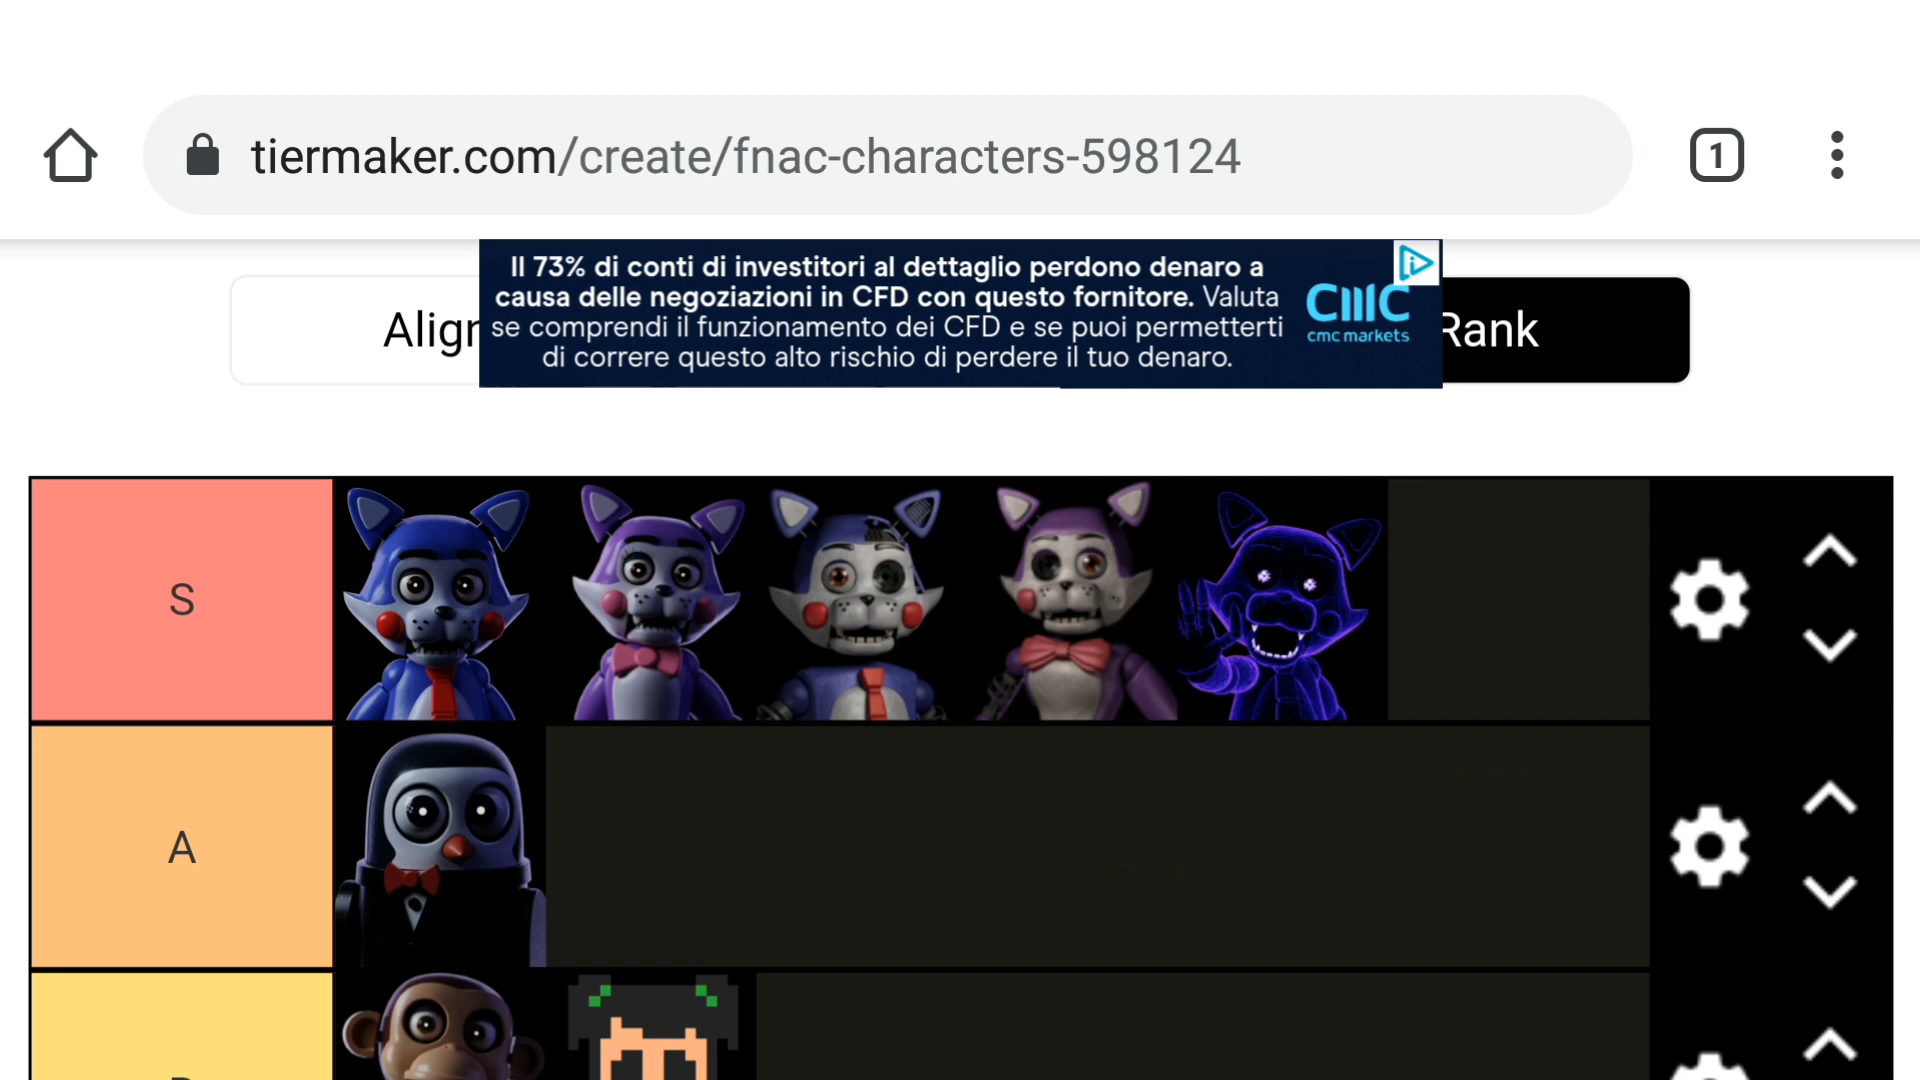 tiermaker.com/create/fnac-characters-598124
1
Il 73% di conti di investitori al dettaglio perdono denaro a
causa delle negoziazioni in CFD con questo fornitore. Valuta
se comprendi il funzionamento dei CFD e se puoi permetterti
di correre questo alto rischio di perdere il tuo denaro.
cmc
cmc markets
Rank
S
A